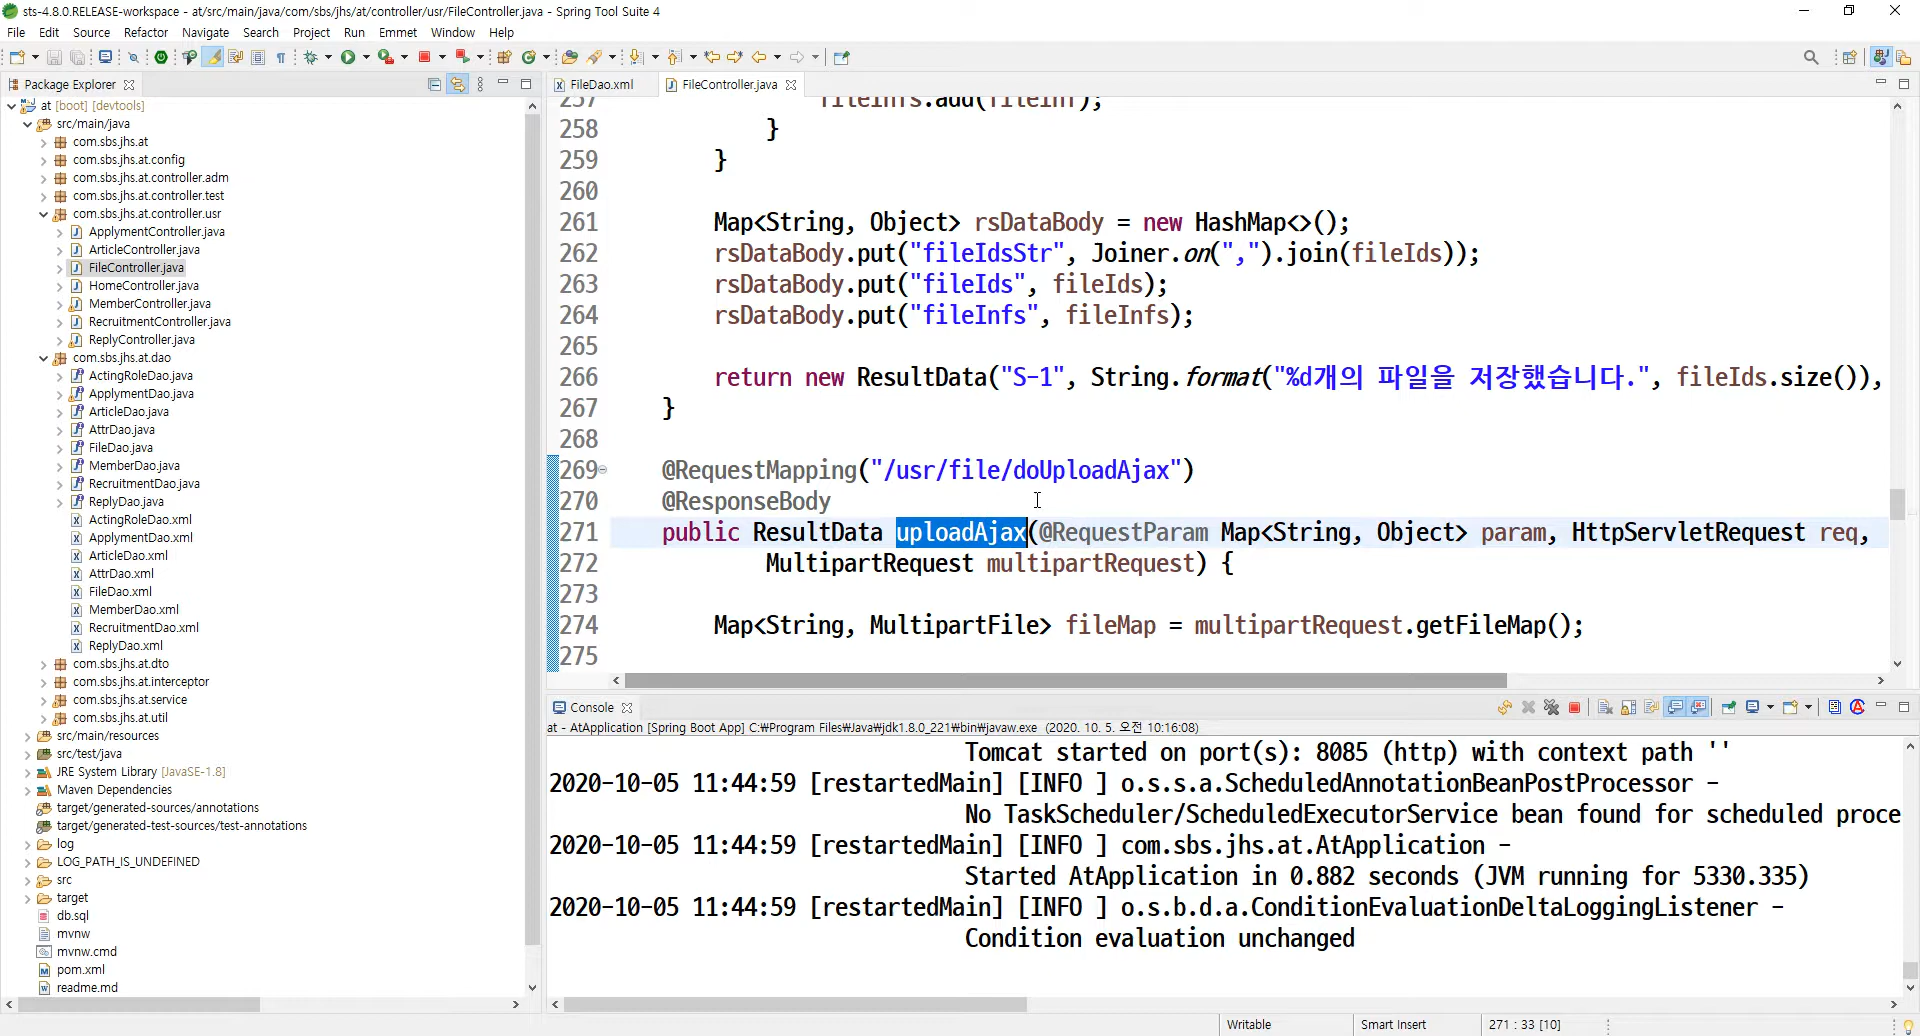 sts-4.8.0.RELEASE-workspace - at/src/main/java/com/sbs/jhs/at/controller/usr/FileController.java - Spring Tool Suite 4
File Edit Source Refactor Navigate Search Project Run Emmet Window Help
Package Explorer
at [boot] [devtools]
src/main/java
com.sbs.jhs.at
com.sbs.jhs.at.config
com.sbs.jhs.at.controller.adm
com.sbs.jhs.at.controller.test
com.sbs.jhs.at.controller.usr
ApplymentController.java
ArticleController.java
FileController.java
HomeController.java
MemberController.java
RecruitmentController.java
ReplyController.java
com.sbs.jhs.at.dao
ActingRoleDao.java
ApplymentDao.java
ArticleDao.java
AttrDao.java
FileDao.java
MemberDao.java
RecruitmentDao.java
ReplyDao.java
ActingRoleDao.xml
ApplymentDao.xml
ArticleDao.xml
AttrDao.xml
FileDao.xml
MemberDao.xml
RecruitmentDao.xml
ReplyDao.xml
com.sbs.jhs.at.dto
com.sbs.jhs.at.interceptor
com.sbs.jhs.at.service
com.sbs.jhs.at.util
src/main/resources
src/test/java
JRE System Library [JavaSE-1.8]
Maven Dependencies
target/generated-sources/annotations
target/generated-test-sources/test-annotations
log
LOG_PATH_IS_UNDEFINED
src
target
db.sql
mvnw
mvnw.cmd
pom.xml
readme.md
FileDao.xml FileController.java
257 fileInfs.add(fileInf);
258 }
259 }
260
261 Map<String, Object> rsDataBody = new HashMap<>();
262 rsDataBody.put("fileIdsStr", Joiner.on(",").join(fileIds));
263 rsDataBody.put("fileIds", fileIds);
264 rsDataBody.put("fileInfs", fileInfs);
265
266 return new ResultData("S-1", String.format("%d개의 파일을 저장했습니다.", fileIds.size()),
267 }
268
269 @RequestMapping("/usr/file/doUploadAjax")
270 @ResponseBody
271 public ResultData uploadAjax(@RequestParam Map<String, Object> param, HttpServletRequest req,
272 MultipartRequest multipartRequest) {
273
274 Map<String, MultipartFile> fileMap = multipartRequest.getFileMap();
275
Console
at - AtApplication [Spring Boot App] C:₩Program Files₩Java₩jdk1.8.0_221₩bin₩javaw.exe (2020. 10. 5. 오전 10:16:08)
Tomcat started on port(s): 8085 (http) with context path ''
2020-10-05 11:44:59 [restartedMain] [INFO ] o.s.s.a.ScheduledAnnotationBeanPostProcessor -
No TaskScheduler/ScheduledExecutorService bean found for scheduled proce
2020-10-05 11:44:59 [restartedMain] [INFO ] com.sbs.jhs.at.AtApplication -
Started AtApplication in 0.882 seconds (JVM running for 5330.335)
2020-10-05 11:44:59 [restartedMain] [INFO ] o.s.b.d.a.ConditionEvaluationDeltaLoggingListener -
Condition evaluation unchanged
Writable Smart Insert 271 : 33 [10]